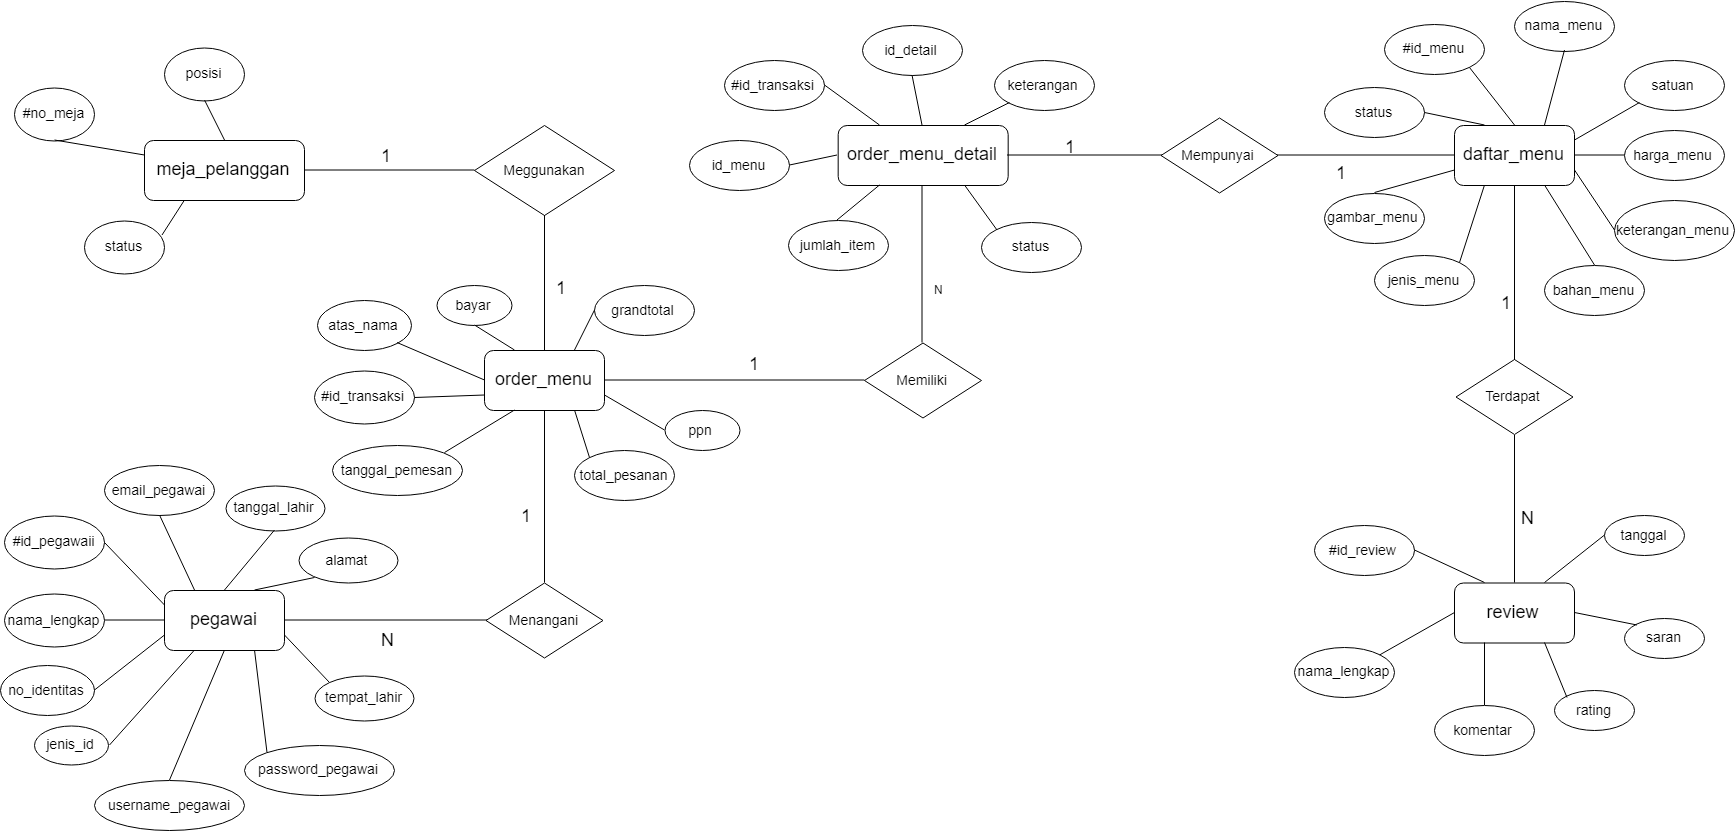 nama_menu
id_detail
#id_menu
posisi
#id_transaksi
keterangan
satuan
#no_meja
status
meja_pelanggan
1
Meggunakan
order_menu_detail
1
Mempunyai
daftar_menu
harga_menu
id_menu
1
gambar_menu
keterangan_menu
status
jumlah_item
status
jenis_menu
bahan_menu
1
N
1
bayar
grandtotal
atas_nama
order_menu
1
Memiliki
#id_transaksi
Terdapat
ppn
tanggal_pemesan
total_pesanan
email_pegawai
tanggal_lahir
1
N
#id_pegawaii
alamat
#id_review
tanggal
nama_lengkap
pegawai
N
Menangani
review
saran
no_identitas
tempat_lahir
nama_lengkap
rating
jenis_id
komentar
password_pegawai
username_pegawai